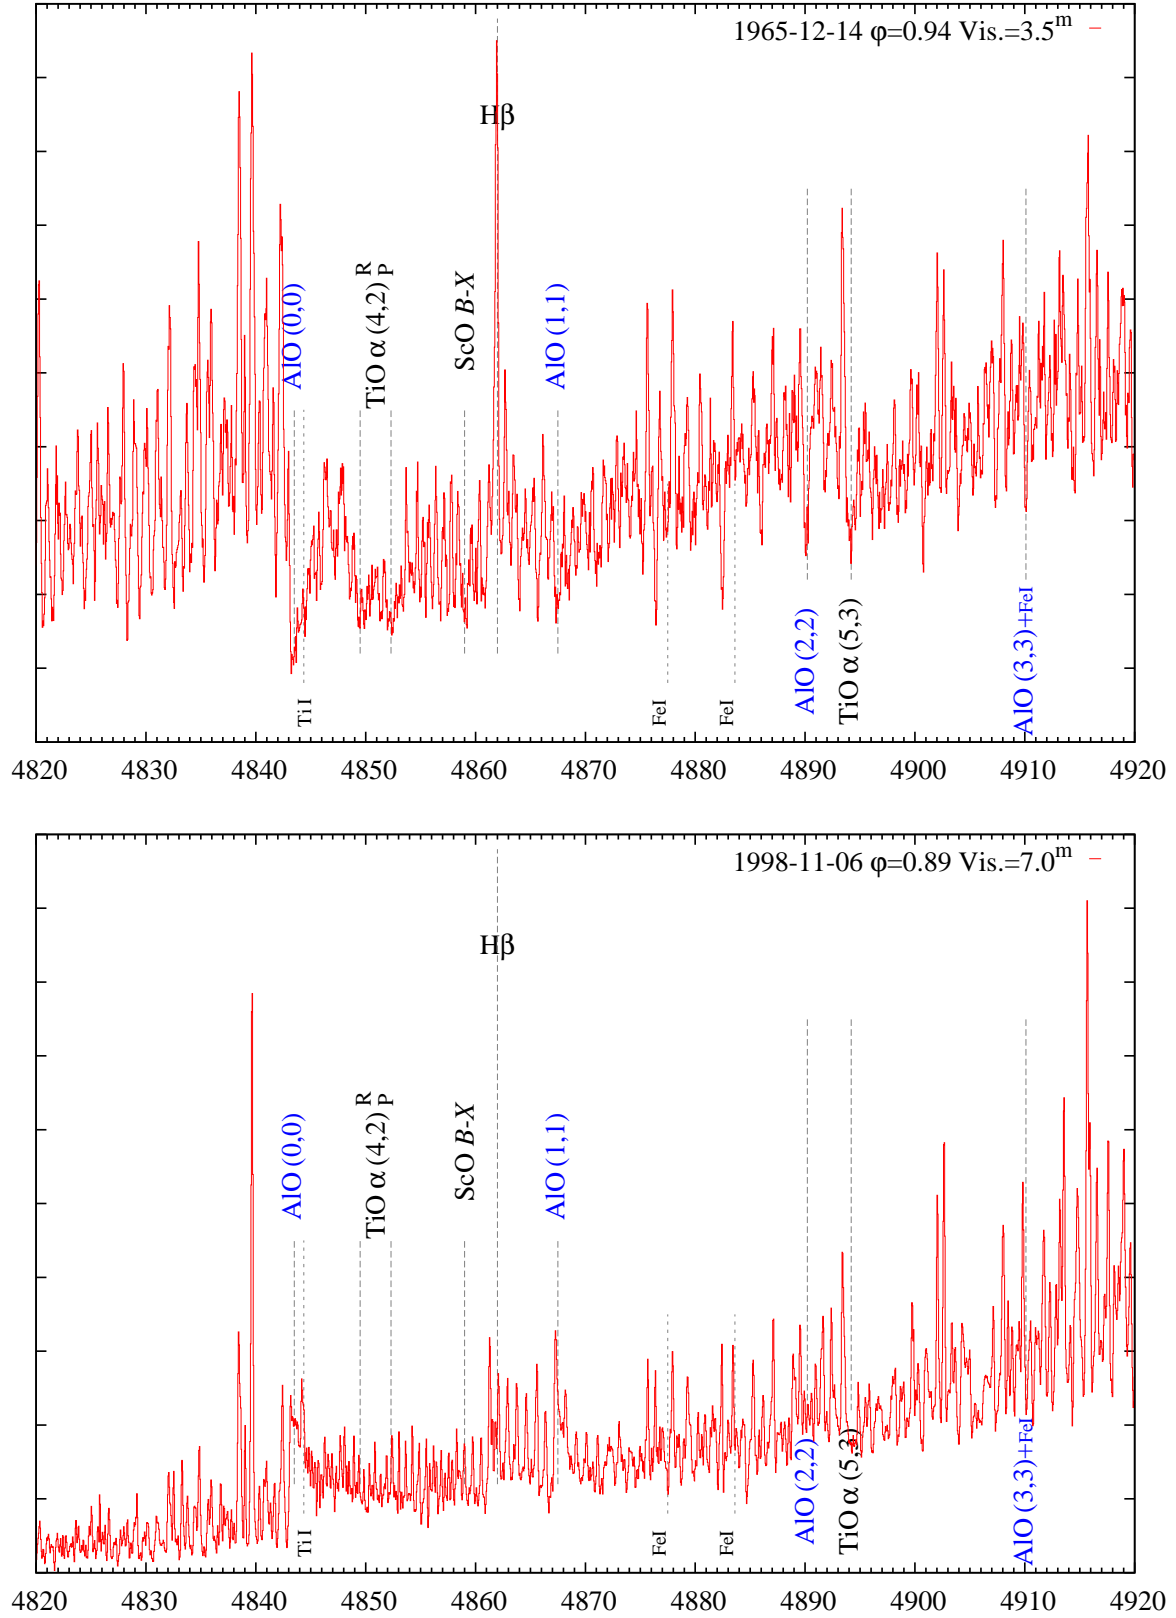 1965-12-14 φ=0.94 Vis.=3.5m
Hβ
AlO (0,0)
TiO α (4,2) R P
ScO B-X
AlO (1,1)
Ti I
FeI
FeI
AlO (2,2)
TiO α (5,3)
AlO (3,3)+FeI
4820 4830 4840 4850 4860 4870 4880 4890 4900 4910 4920
1998-11-06 φ=0.89 Vis.=7.0m
Hβ
AlO (0,0)
TiO α (4,2) R P
ScO B-X
AlO (1,1)
Ti I
FeI
FeI
AlO (2,2)
TiO α (5,3)
AlO (3,3)+FeI
4820 4830 4840 4850 4860 4870 4880 4890 4900 4910 4920